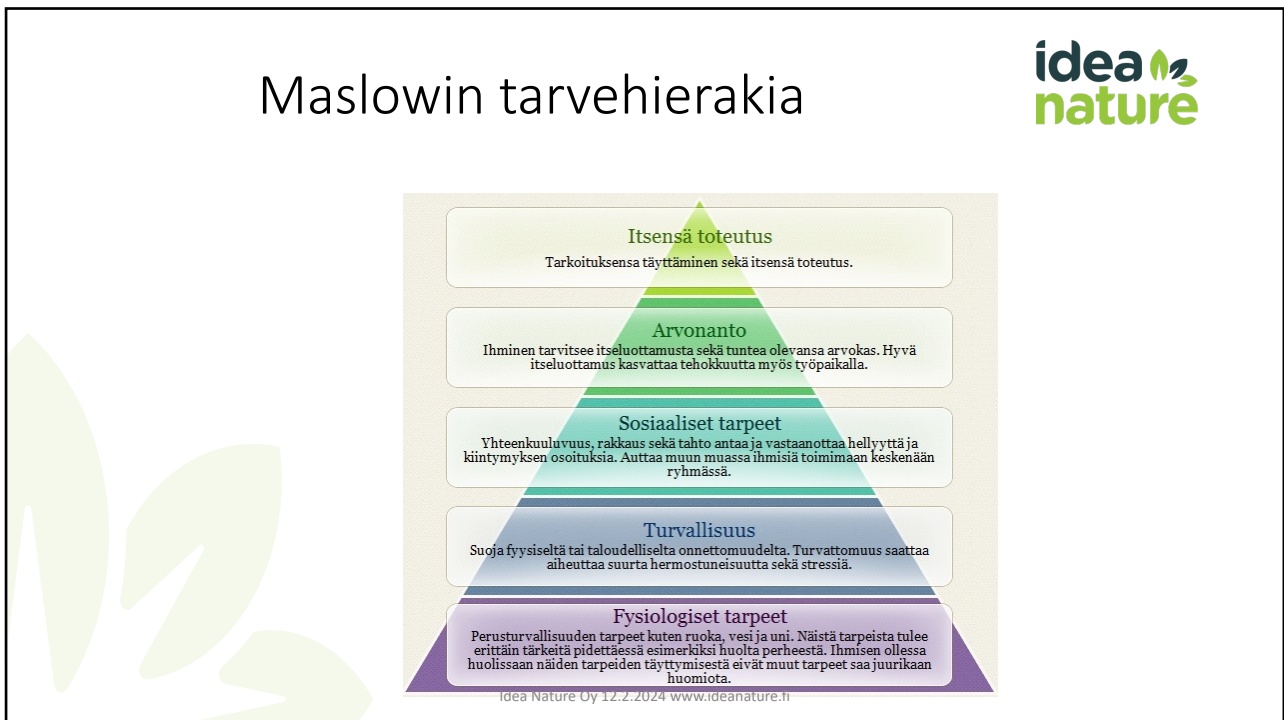 Maslowin tarvehierakia
idea
nature
Itsensä toteutus
Tarkoituksensa täyttäminen sekä itsensä toteutus.
Arvonanto
Ihminen tarvitsee itseluottamusta sekä tuntea olevansa arvokas. Hyvä
itseluottamus kasvattaa tehokkuutta myös työpaikalla.
Sosiaaliset tarpeet
Yhteenkuuluvuus, rakkaus sekä tahto antaa ja vastaanottaa hellyyttä ja
kiintymyksen osoituksia. Auttaa muun muassa ihmisiä toimimaan keskenään
ryhmässä.
Turvallisuus
Suoja fyysiseltä tai taloudelliselta onnettomuudelta. Turvattomuus saattaa
aiheuttaa suurta hermostuneisuutta sekä stressiä.
Fysiologiset tarpeet
Perusturvallisuuden tarpeet kuten ruoka, vesi ja uni. Näistä tarpeista tulee
erittäin tärkeitä pidettäessä esimerkiksi huolta perheestä. Ihmisen ollessa
huolissaan näiden tarpeiden täyttymisestä eivät muut tarpeet saa juurikaan
huomiota.
Idea Nature Oy 12.2.2024 www.ideanature.fi